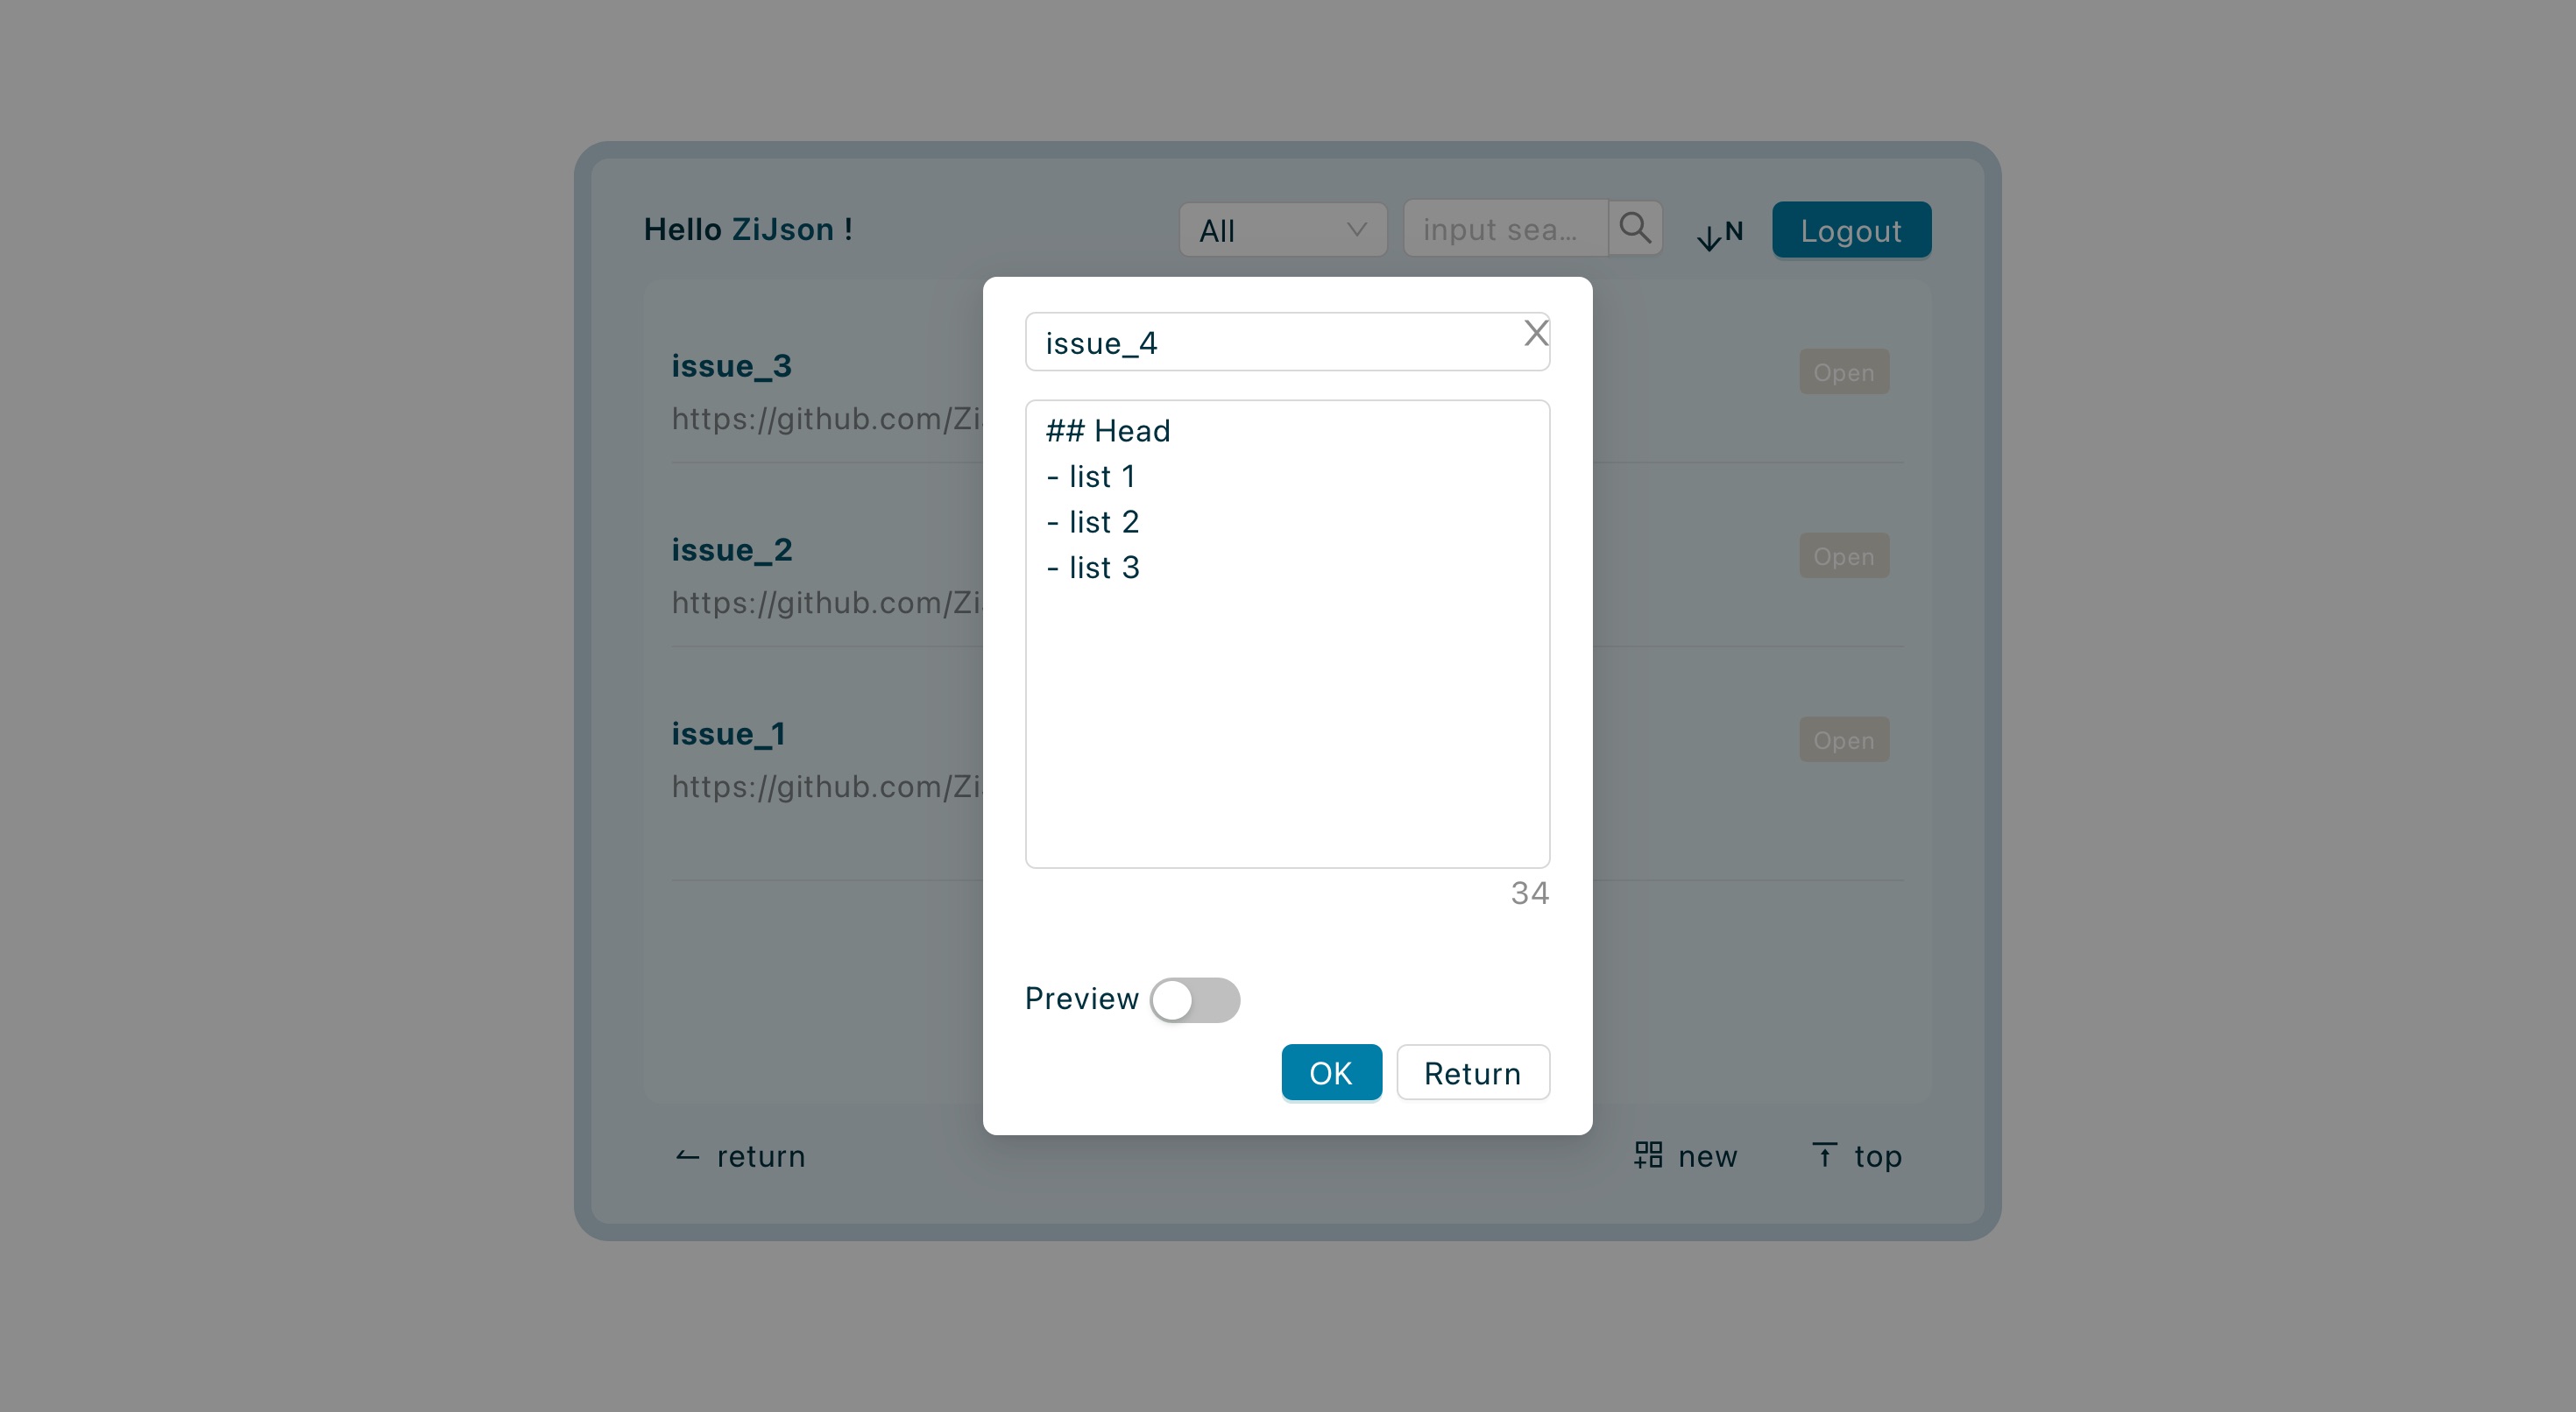 Hello ZiJson !
All
input sea...
N
Logout
issue_3
https://github.com/Zi
Open
issue_2
https://github.com/Zi
Open
issue_1
https://github.com/Zi
Open
issue_4
## Head
- list 1
- list 2
- list 3
34
Preview
OK
Return
return
new
top